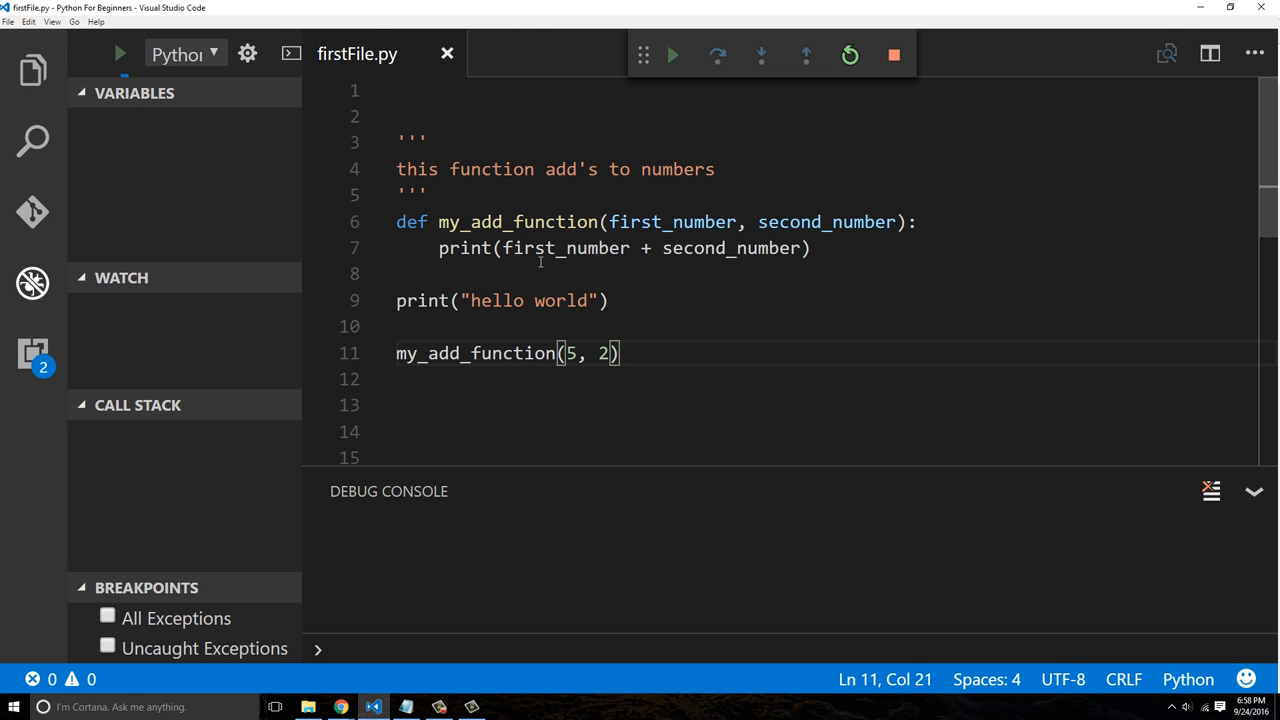 firstFile.py - Python For Beginners - Visual Studio Code
File Edit View Go Help
Python
firstFile.py
VARIABLES
WATCH
CALL STACK
BREAKPOINTS
All Exceptions
Uncaught Exceptions
2
1
2
3 '''
4 this function add's to numbers
5 '''
6 def my_add_function(first_number, second_number):
7 print(first_number + second_number)
8
9 print("hello world")
10
11 my_add_function(5, 2)
12
13
14
15
DEBUG CONSOLE
0 0
Ln 11, Col 21 Spaces: 4 UTF-8 CRLF Python
I'm Cortana. Ask me anything.
6:58 PM
9/24/2016